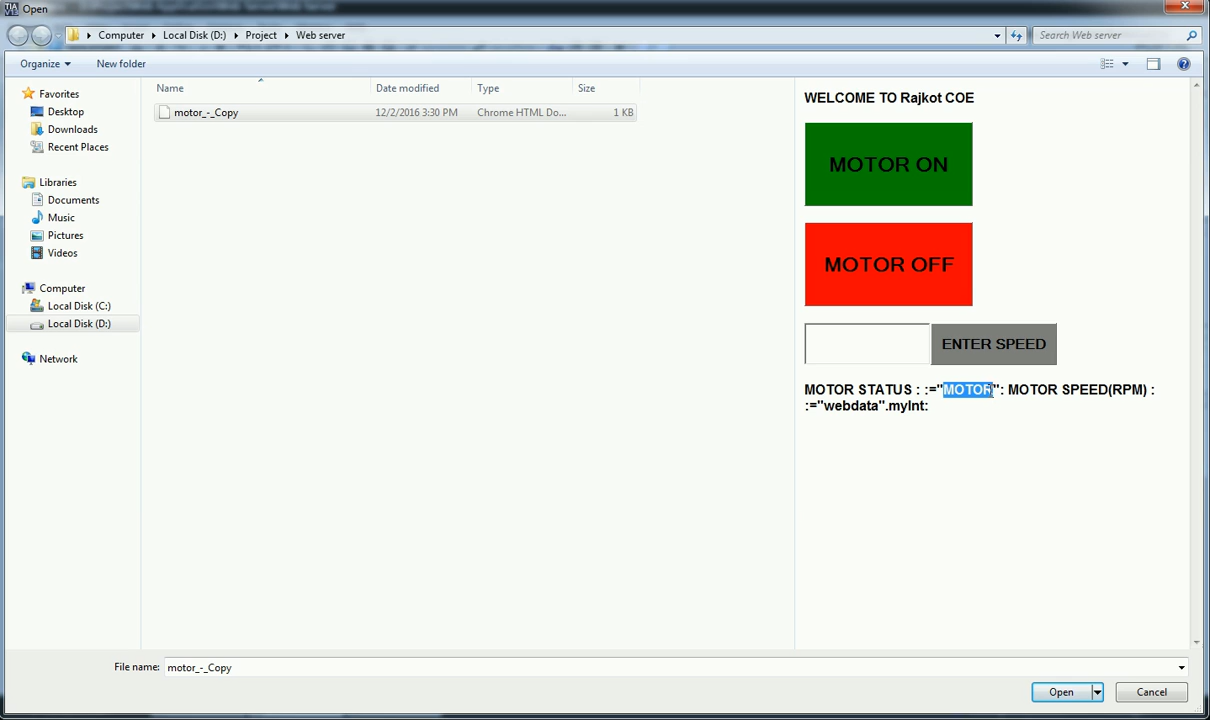 Open
Computer
Local Disk (D:)
Project
Web server
Search Web server
Organize
New folder
Favorites
Desktop
Downloads
Recent Places
Libraries
Documents
Music
Pictures
Videos
Computer
Local Disk (C:)
Local Disk (D:)
Network
Name Date modified Type Size
motor_-_Copy 12/2/2016 3:30 PM Chrome HTML Do... 1 KB
WELCOME TO Rajkot COE
MOTOR ON
MOTOR OFF
ENTER SPEED
MOTOR STATUS : :="MOTOR": MOTOR SPEED(RPM) :
:="webdata".myInt:
File name: motor_-_Copy
Open
Cancel